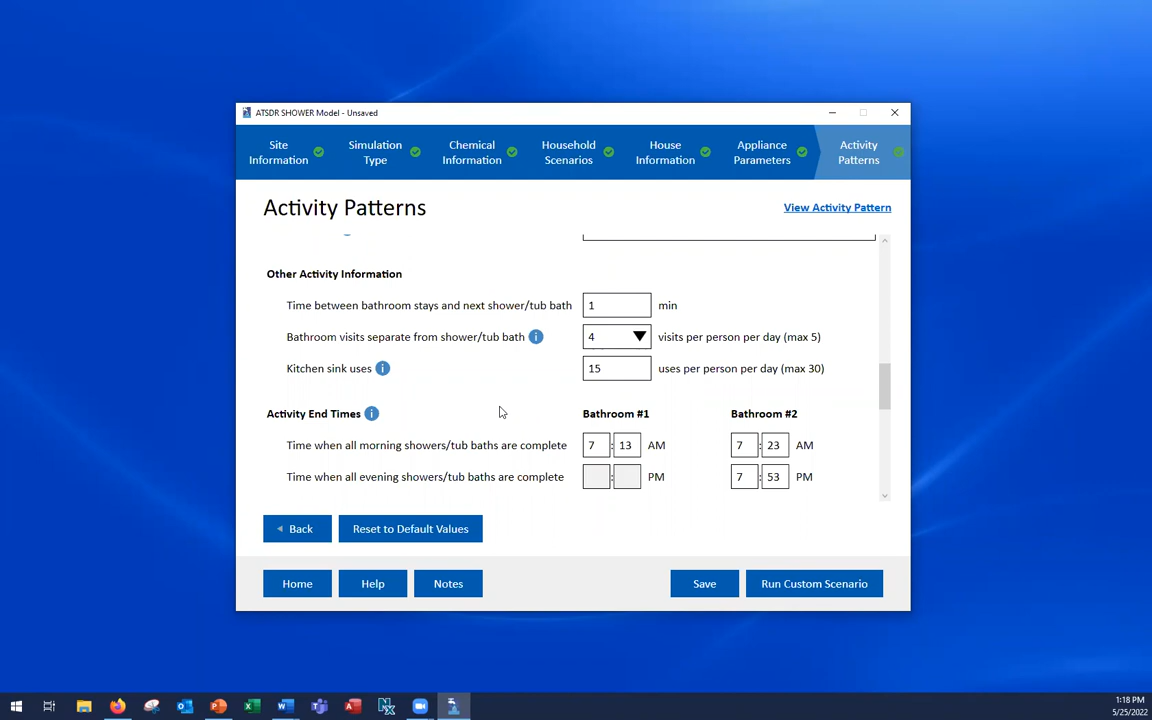 ATSDR SHOWER Model - Unsaved
Site Information
Simulation Type
Chemical Information
Household Scenarios
House Information
Appliance Parameters
Activity Patterns
Activity Patterns
View Activity Pattern
Other Activity Information
Time between bathroom stays and next shower/tub bath 1 min
Bathroom visits separate from shower/tub bath i 4 visits per person per day (max 5)
Kitchen sink uses i 15 uses per person per day (max 30)
Activity End Times i Bathroom #1 Bathroom #2
Time when all morning showers/tub baths are complete 7 : 13 AM 7 : 23 AM
Time when all evening showers/tub baths are complete : PM 7 : 53 PM
Back Reset to Default Values
Home Help Notes Save Run Custom Scenario
1:18 PM
5/25/2022